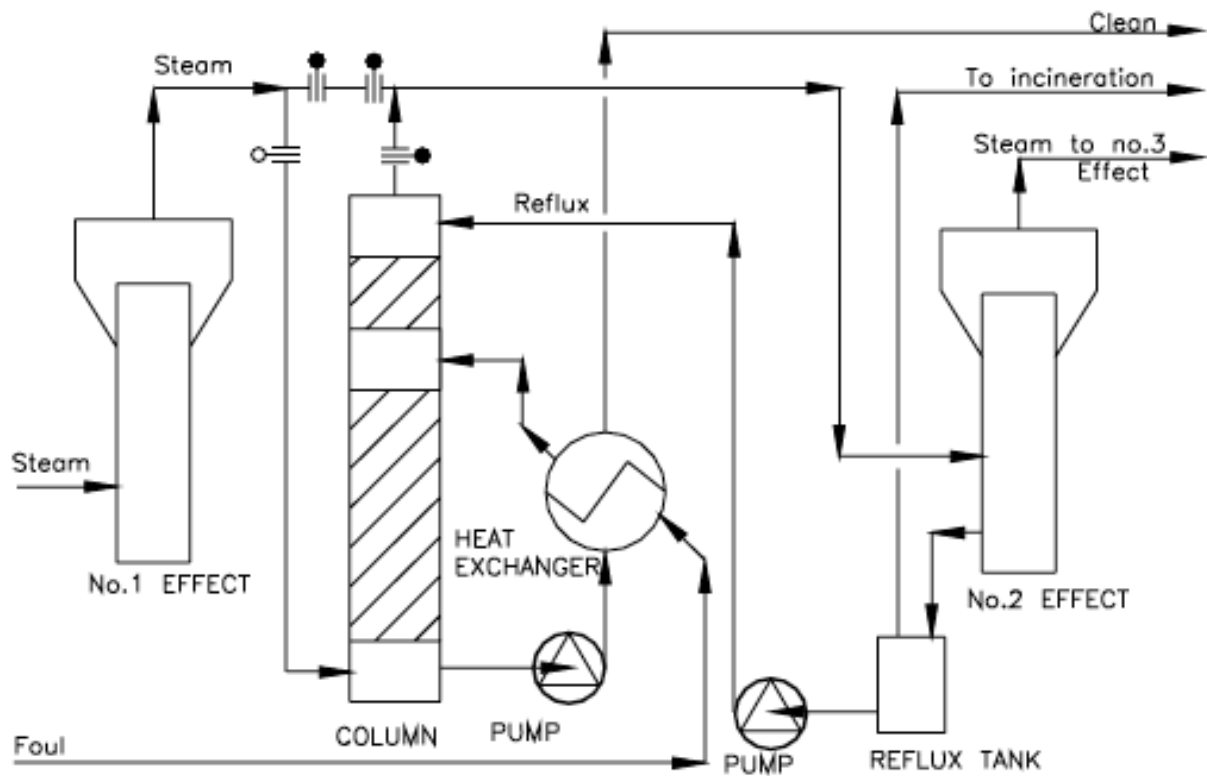 Clean
Steam
To incineration
Steam to no.3
Effect
Reflux
Steam
HEAT
EXCHANGER
No.1 EFFECT
No.2 EFFECT
COLUMN
PUMP
Foul
PUMP
REFLUX TANK